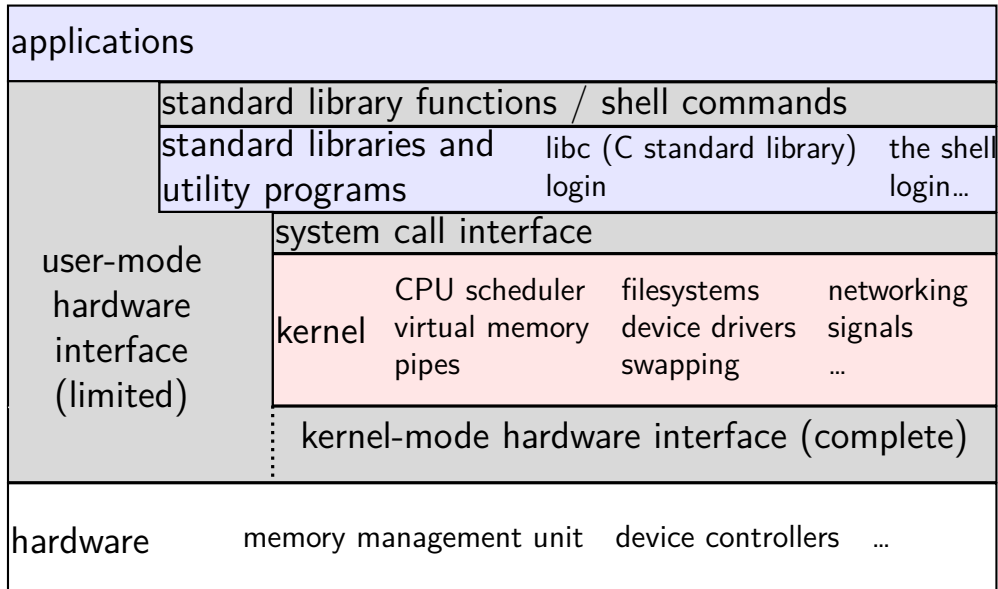 applications
standard library functions / shell commands
standard libraries and
utility programs
libc (C standard library)
login
the shell
login…
system call interface
user-mode
hardware
interface
(limited)
kernel
CPU scheduler
virtual memory
pipes
filesystems
device drivers
swapping
networking
signals
…
kernel-mode hardware interface (complete)
hardware
memory management unit
device controllers
…